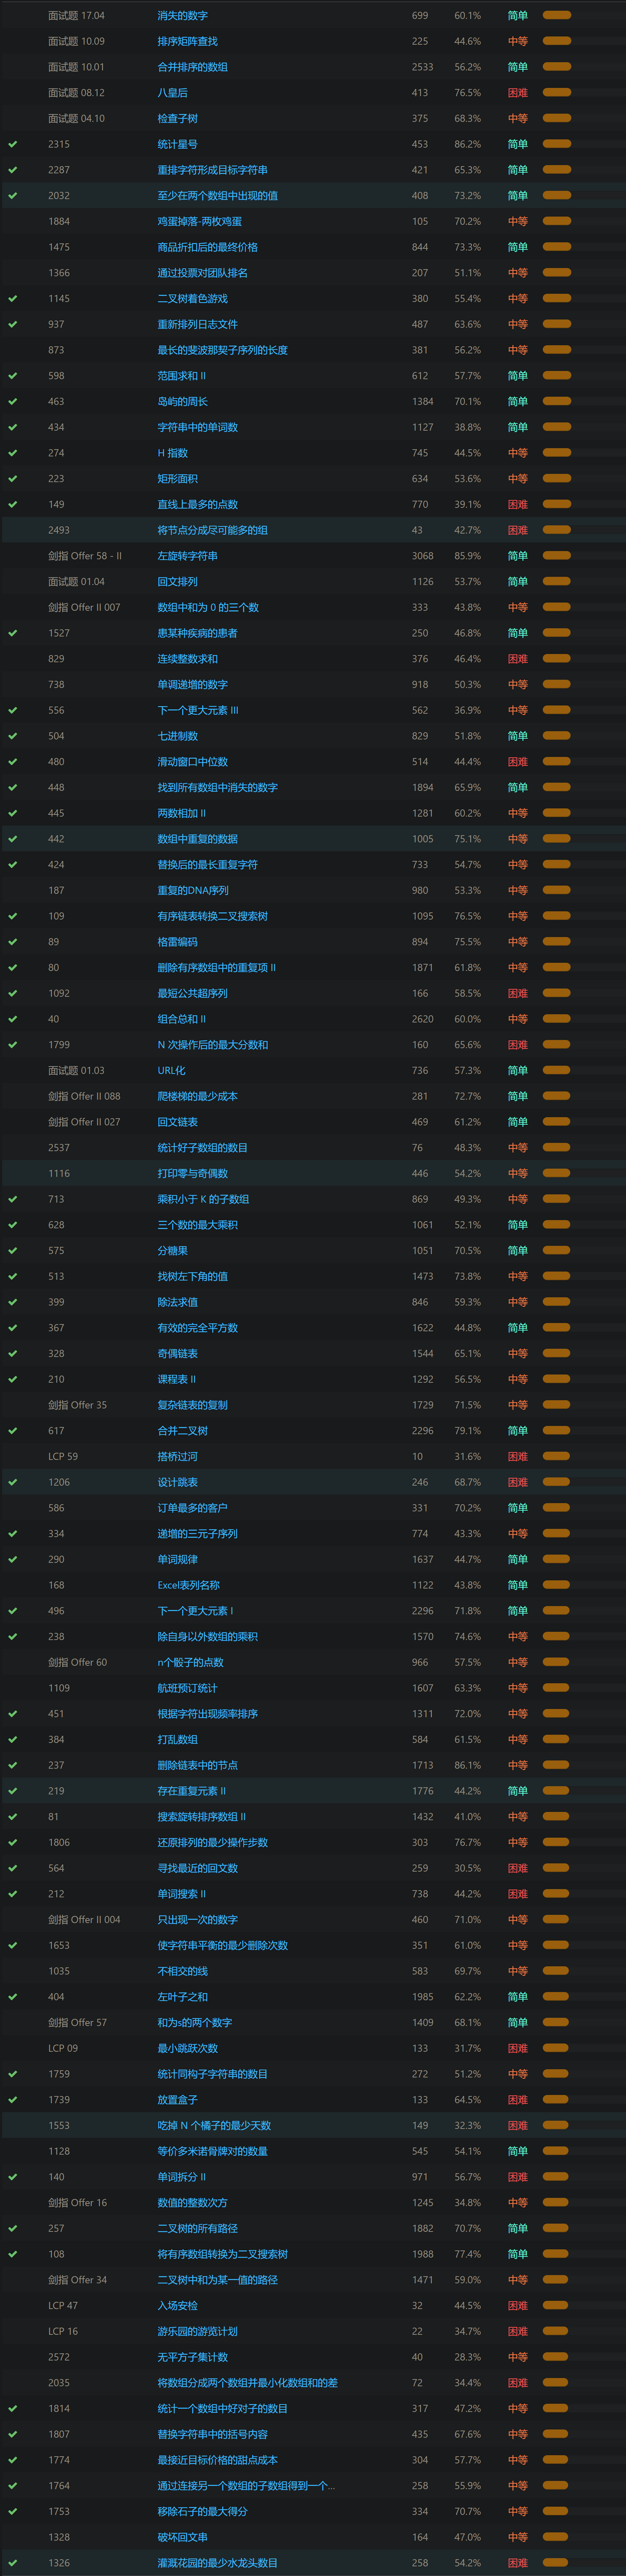 面试题 17.04 消失的数字 699 60.1% 简单
面试题 10.09 排序矩阵查找 225 44.6% 中等
面试题 10.01 合并排序的数组 2533 56.2% 简单
面试题 08.12 八皇后 413 76.5% 困难
面试题 04.10 检查子树 375 68.3% 中等
2315 统计星号 453 86.2% 简单
2287 重排字符形成目标字符串 421 65.3% 简单
2032 至少在两个数组中出现的值 408 73.2% 简单
1884 鸡蛋掉落-两枚鸡蛋 105 70.2% 中等
1475 商品折扣后的最终价格 844 73.3% 简单
1366 通过投票对团队排名 207 51.1% 中等
1145 二叉树着色游戏 380 55.4% 中等
937 重新排列日志文件 487 63.6% 中等
873 最长的斐波那契子序列的长度 381 56.2% 中等
598 范围求和 II 612 57.7% 简单
463 岛屿的周长 1384 70.1% 简单
434 字符串中的单词数 1127 38.8% 简单
274 H 指数 745 44.5% 中等
223 矩形面积 634 53.6% 中等
149 直线上最多的点数 770 39.1% 困难
2493 将节点分成尽可能多的组 43 42.7% 困难
剑指 Offer 58 - II 左旋转字符串 3068 85.9% 简单
面试题 01.04 回文排列 1126 53.7% 简单
剑指 Offer II 007 数组中和为 0 的三个数 333 43.8% 中等
1527 患某种疾病的患者 250 46.8% 简单
829 连续整数求和 376 46.4% 困难
738 单调递增的数字 918 50.3% 中等
556 下一个更大元素 III 562 36.9% 中等
504 七进制数 829 51.8% 简单
480 滑动窗口中位数 514 44.4% 困难
448 找到所有数组中消失的数字 1894 65.9% 简单
445 两数相加 II 1281 60.2% 中等
442 数组中重复的数据 1005 75.1% 中等
424 替换后的最长重复字符 733 54.7% 中等
187 重复的DNA序列 980 53.3% 中等
109 有序链表转换二叉搜索树 1095 76.5% 中等
89 格雷编码 894 75.5% 中等
80 删除有序数组中的重复项 II 1871 61.8% 中等
1092 最短公共超序列 166 58.5% 困难
40 组合总和 II 2620 60.0% 中等
1799 N 次操作后的最大分数和 160 65.6% 困难
面试题 01.03 URL化 736 57.3% 简单
剑指 Offer II 088 爬楼梯的最少成本 281 72.7% 简单
剑指 Offer II 027 回文链表 469 61.2% 简单
2537 统计好子数组的数目 76 48.3% 中等
1116 打印零与奇偶数 446 54.2% 中等
713 乘积小于 K 的子数组 869 49.3% 中等
628 三个数的最大乘积 1061 52.1% 简单
575 分糖果 1051 70.5% 简单
513 找树左下角的值 1473 73.8% 中等
399 除法求值 846 59.3% 中等
367 有效的完全平方数 1622 44.8% 简单
328 奇偶链表 1544 65.1% 中等
210 课程表 II 1292 56.5% 中等
剑指 Offer 35 复杂链表的复制 1729 71.5% 中等
617 合并二叉树 2296 79.1% 简单
LCP 59 搭桥过河 10 31.6% 困难
1206 设计跳表 246 68.7% 困难
586 订单最多的客户 331 70.2% 简单
334 递增的三元子序列 774 43.3% 中等
290 单词规律 1637 44.7% 简单
168 Excel表列名称 1122 43.8% 简单
496 下一个更大元素 I 2296 71.8% 简单
238 除自身以外数组的乘积 1570 74.6% 中等
剑指 Offer 60 n个骰子的点数 966 57.5% 中等
1109 航班预订统计 1607 63.3% 中等
451 根据字符出现频率排序 1311 72.0% 中等
384 打乱数组 584 61.5% 中等
237 删除链表中的节点 1713 86.1% 中等
219 存在重复元素 II 1776 44.2% 简单
81 搜索旋转排序数组 II 1432 41.0% 中等
1806 还原排列的最少操作步数 303 76.7% 中等
564 寻找最近的回文数 259 30.5% 困难
212 单词搜索 II 738 44.2% 困难
剑指 Offer II 004 只出现一次的数字 460 71.0% 中等
1653 使字符串平衡的最少删除次数 351 61.0% 中等
1035 不相交的线 583 69.7% 中等
404 左叶子之和 1985 62.2% 简单
剑指 Offer 57 和为s的两个数字 1409 68.1% 简单
LCP 09 最小跳跃次数 133 31.7% 困难
1759 统计同构子字符串的数目 272 51.2% 中等
1739 放置盒子 133 64.5% 困难
1553 吃掉 N 个橘子的最少天数 149 32.3% 困难
1128 等价多米诺骨牌对的数量 545 54.1% 简单
140 单词拆分 II 971 56.7% 困难
剑指 Offer 16 数值的整数次方 1245 34.8% 中等
257 二叉树的所有路径 1882 70.7% 简单
108 将有序数组转换为二叉搜索树 1988 77.4% 简单
剑指 Offer 34 二叉树中和为某一值的路径 1471 59.0% 中等
LCP 47 入场安检 32 44.5% 困难
LCP 16 游乐园的游览计划 22 34.7% 困难
2572 无平方子集计数 40 28.3% 中等
2035 将数组分成两个数组并最小化数组和的差 72 34.4% 困难
1814 统计一个数组中好对子的数目 317 47.2% 中等
1807 替换字符串中的括号内容 435 67.6% 中等
1774 最接近目标价格的甜点成本 304 57.7% 中等
1764 通过连接另一个数组的子数组得到一个... 258 55.9% 中等
1753 移除石子的最大得分 334 70.7% 中等
1328 破坏回文串 164 47.0% 中等
1326 灌溉花园的最少水龙头数目 258 54.2% 困难